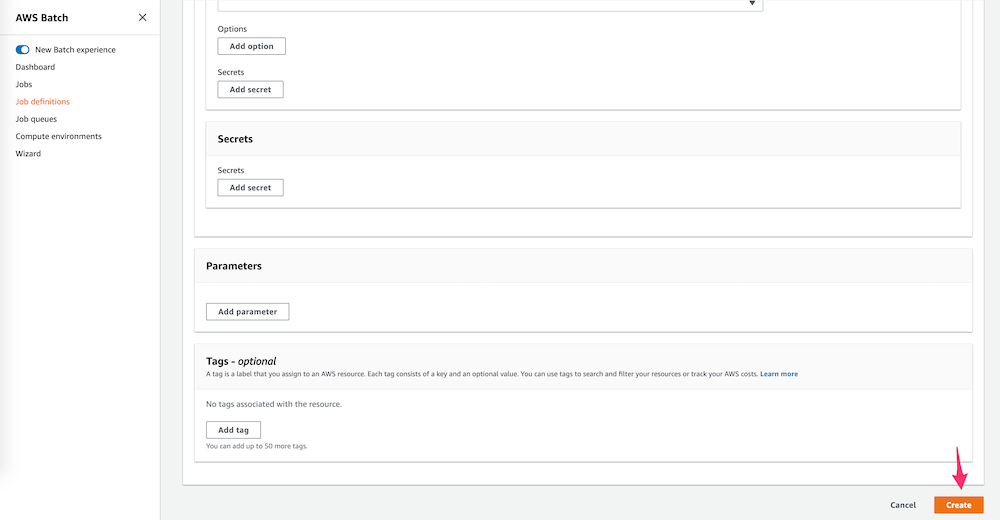 AWS Batch
New Batch experience
Dashboard
Jobs
Job definitions
Job queues
Compute environments
Wizard
Options
Add option
Secrets
Add secret
Secrets
Secrets
Add secret
Parameters
Add parameter
Tags - optional
A tag is a label that you assign to an AWS resource. Each tag consists of a key and an optional value. You can use tags to search and filter your resources or track your AWS costs. Learn more
No tags associated with the resource.
Add tag
You can add up to 50 more tags.
Cancel
Create